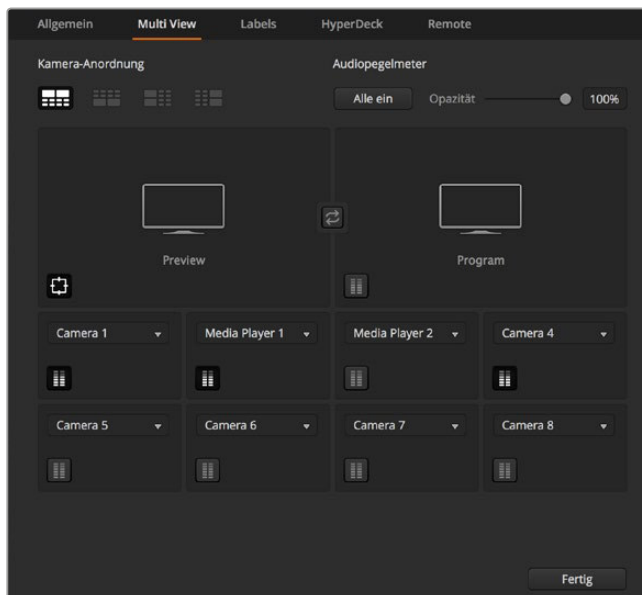 Allgemein Multi View Labels HyperDeck Remote
Kamera-Anordnung Audiopegelmeter
Alle ein Opazität 100%
Preview Program
Camera 1 Media Player 1 Media Player 2 Camera 4
Camera 5 Camera 6 Camera 7 Camera 8
Fertig